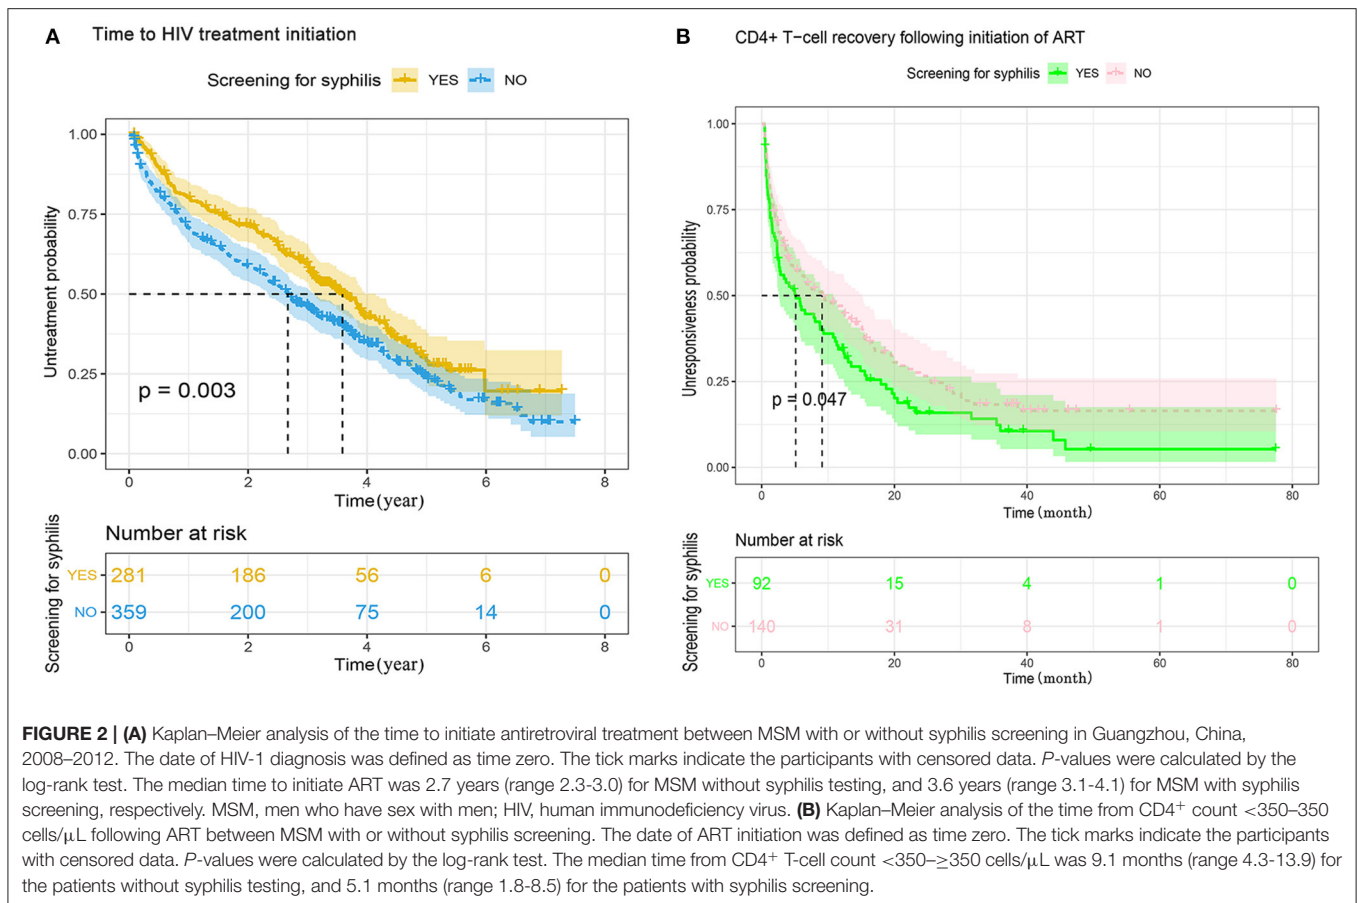 A Time to HIV treatment initiation
Screening for syphilis YES NO
Untreatment probability
1.00
0.75
0.50
0.25
0.00
p = 0.003
0 2 4 6 8
Time(year)
Number at risk
Screening for syphilis
YES 281 186 56 6 0
NO 359 200 75 14 0
0 2 4 6 8
Time(year)
B CD4+ T−cell recovery following initiation of ART
Screening for syphilis YES NO
Unresponsiveness probability
1.00
0.75
0.50
0.25
0.00
p = 0.047
0 20 40 60 80
Time(month)
Number at risk
Screening for syphilis
YES 92 15 4 1 0
NO 140 31 8 1 0
0 20 40 60 80
Time(month)
FIGURE 2 | (A) Kaplan–Meier analysis of the time to initiate antiretroviral treatment between MSM with or without syphilis screening in Guangzhou, China,
2008–2012. The date of HIV-1 diagnosis was defined as time zero. The tick marks indicate the participants with censored data. P-values were calculated by the
log-rank test. The median time to initiate ART was 2.7 years (range 2.3-3.0) for MSM without syphilis testing, and 3.6 years (range 3.1-4.1) for MSM with syphilis
screening, respectively. MSM, men who have sex with men; HIV, human immunodeficiency virus. (B) Kaplan–Meier analysis of the time from CD4⁺ count <350–350
cells/μL following ART between MSM with or without syphilis screening. The date of ART initiation was defined as time zero. The tick marks indicate the participants
with censored data. P-values were calculated by the log-rank test. The median time from CD4⁺ T-cell count <350–≥350 cells/μL was 9.1 months (range 4.3-13.9) for
the patients without syphilis testing, and 5.1 months (range 1.8-8.5) for the patients with syphilis screening.